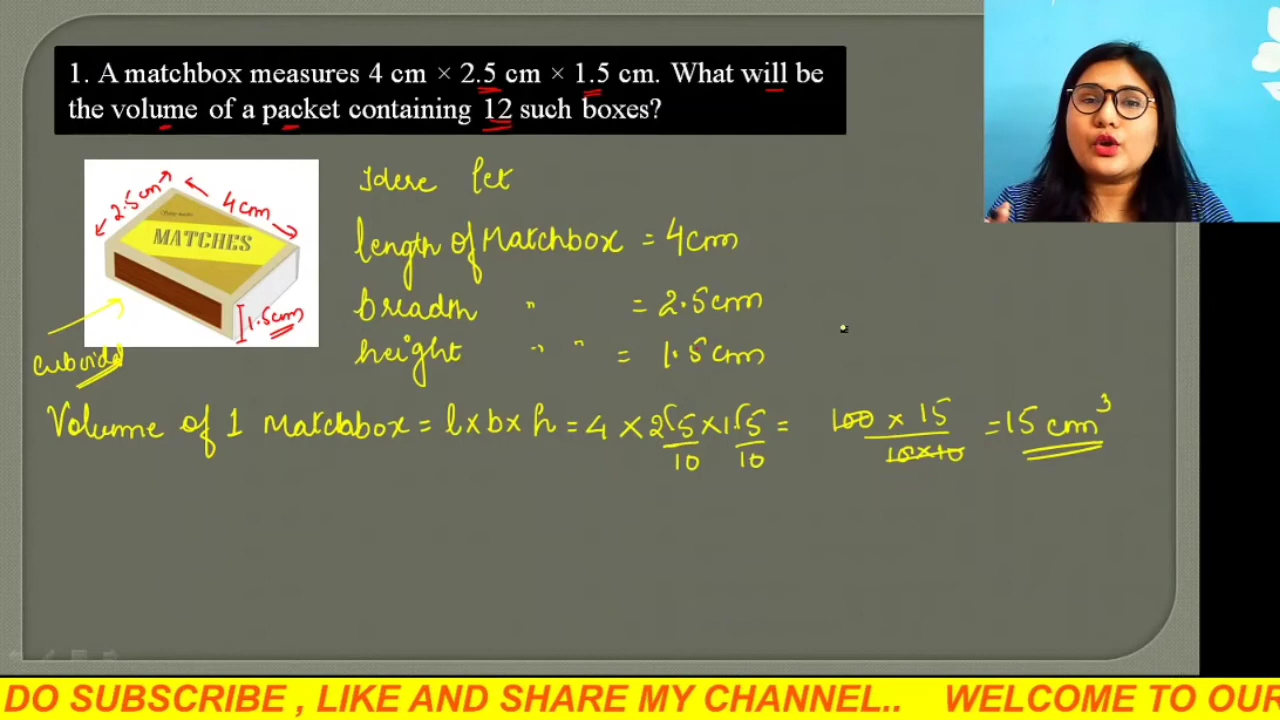 1. A matchbox measures 4 cm × 2.5 cm × 1.5 cm. What will be
the volume of a packet containing 12 such boxes?
2.5cm
4cm
MATCHES
1.5cm
cuboidal
let
length of Matchbox = 4cm
breadth " = 2.5cm
height " " = 1.5cm
Volume of 1 Matchbox = l×b×h = 4 × 25/10 × 15/10 = 100 × 15 / 10×10 = 15 cm³
DO SUBSCRIBE , LIKE AND SHARE MY CHANNEL.. WELCOME TO OUR